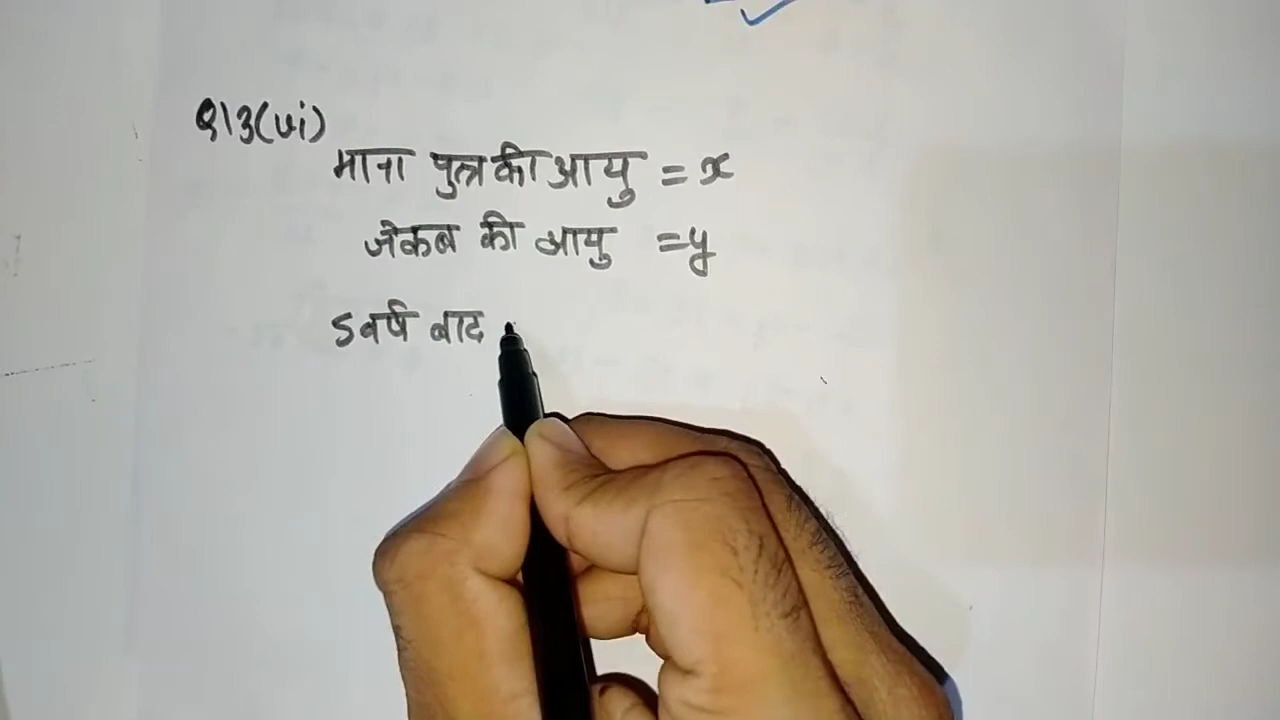 Q13(vi)
माना पुत्र की आयु = x
जेकब की आयु = y
5 वर्ष बाद